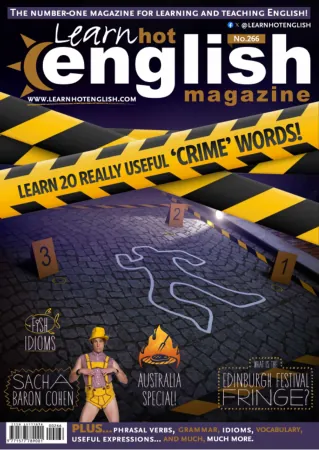 THE NUMBER-ONE MAGAZINE FOR LEARNING AND TEACHING ENGLISH!
@LEARNHOTENGLISH
Learn hot
No.266
english
WWW.LEARNHOTENGLISH.COM
magazine
LEARN 20 REALLY USEFUL 'CRIME' WORDS!
2
3
1
FISH
IDIOMS
SACHA
BARON COHEN
AUSTRALIA
SPECIAL!
WHAT IS THE
EDINBURGH FESTIVAL
FRINGE?
PLUS... PHRASAL VERBS, GRAMMAR, IDIOMS, VOCABULARY,
USEFUL EXPRESSIONS... AND MUCH, MUCH MORE.